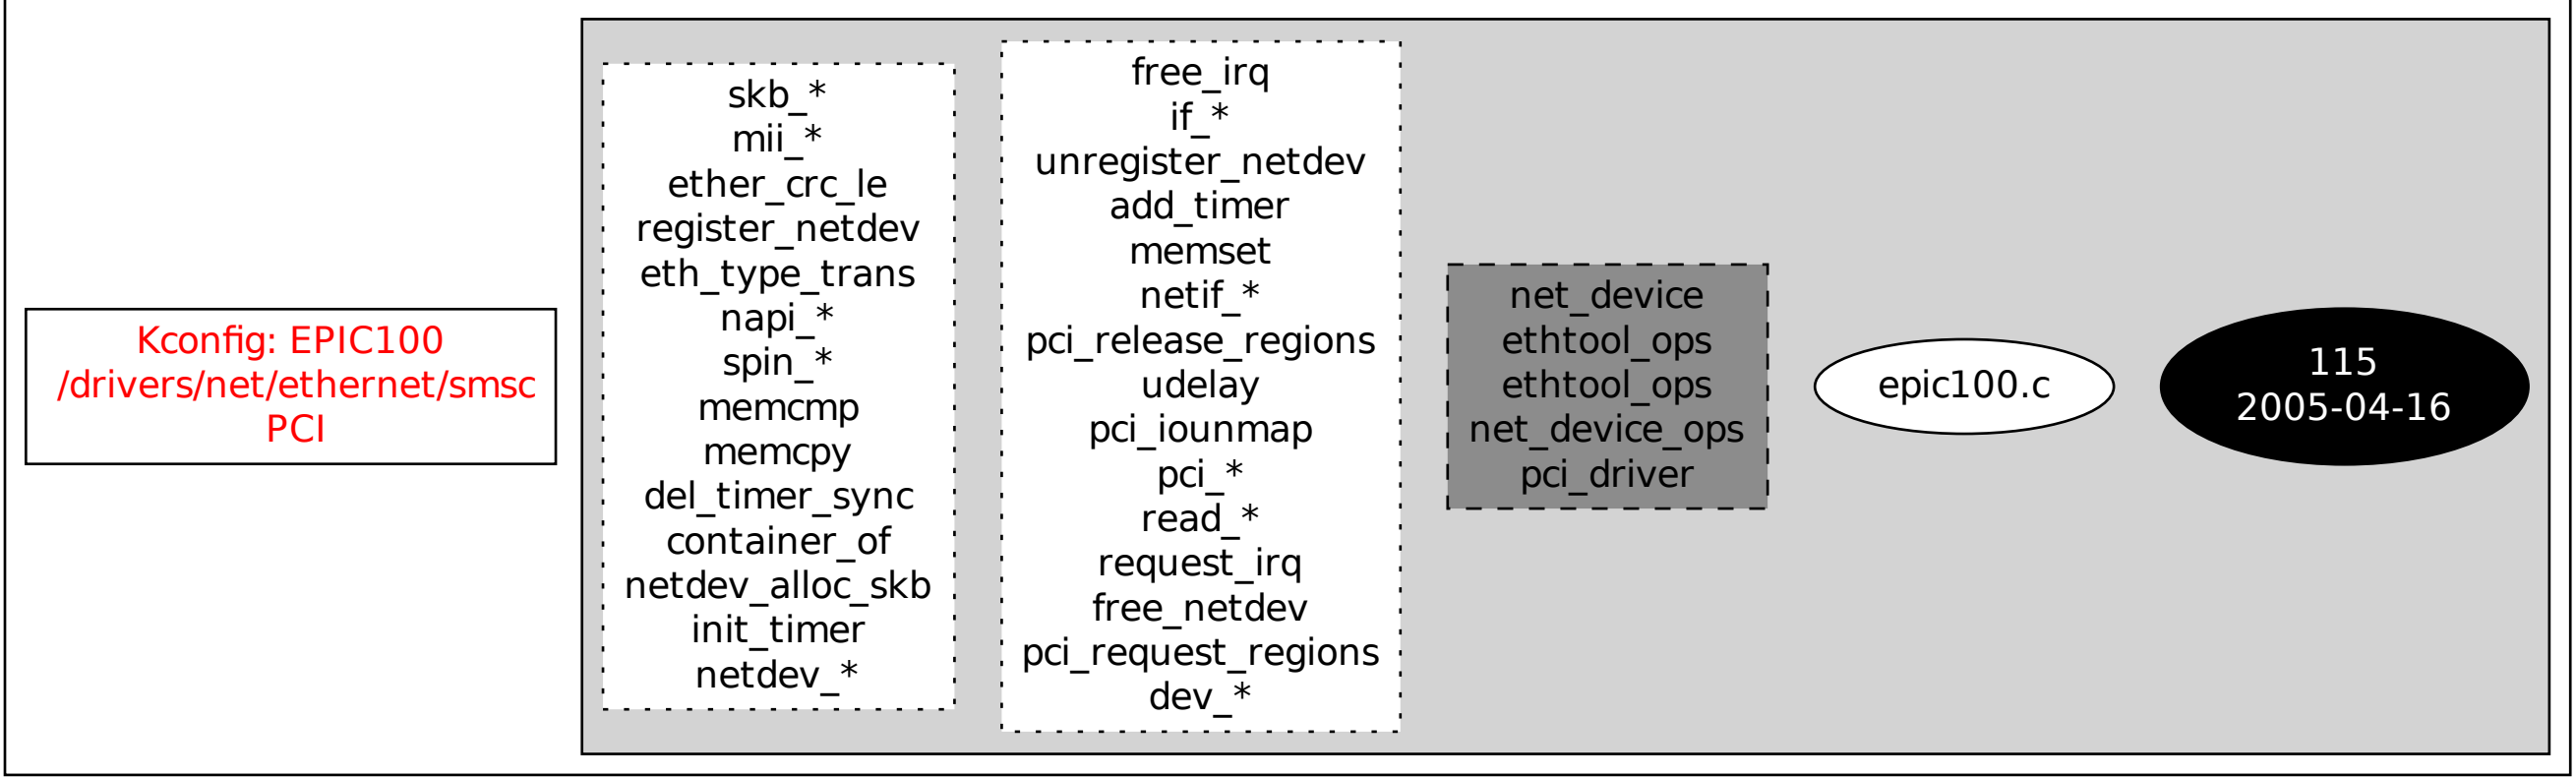 Kconfig: EPIC100
/drivers/net/ethernet/smsc
PCI
skb_*
mii_*
ether_crc_le
register_netdev
eth_type_trans
napi_*
spin_*
memcmp
memcpy
del_timer_sync
container_of
netdev_alloc_skb
init_timer
netdev_*
free_irq
if_*
unregister_netdev
add_timer
memset
netif_*
pci_release_regions
udelay
pci_iounmap
pci_*
read_*
request_irq
free_netdev
pci_request_regions
dev_*
net_device
ethtool_ops
ethtool_ops
net_device_ops
pci_driver
epic100.c
115
2005-04-16